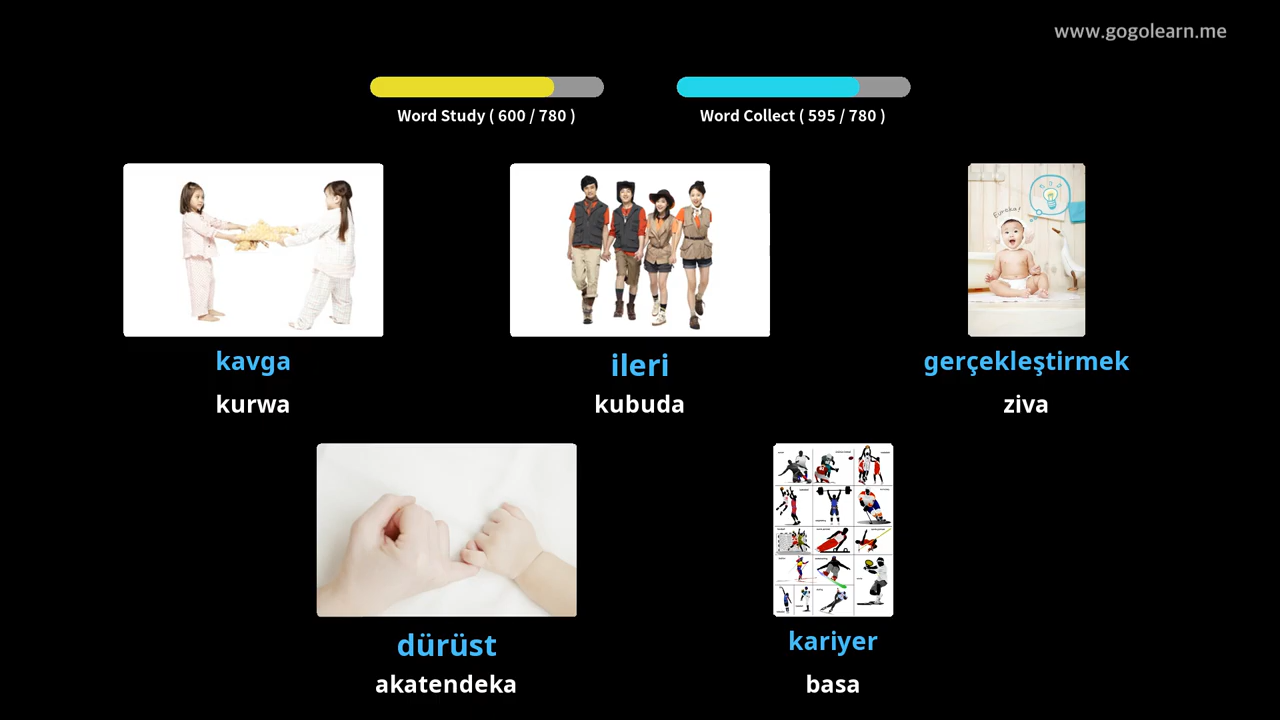 www.gogolearn.me
Word Study ( 600 / 780 )
Word Collect ( 595 / 780 )
Eureka!
kavga
kurwa
ileri
kubuda
gerçekleştirmek
ziva
dürüst
akatendeka
kariyer
basa